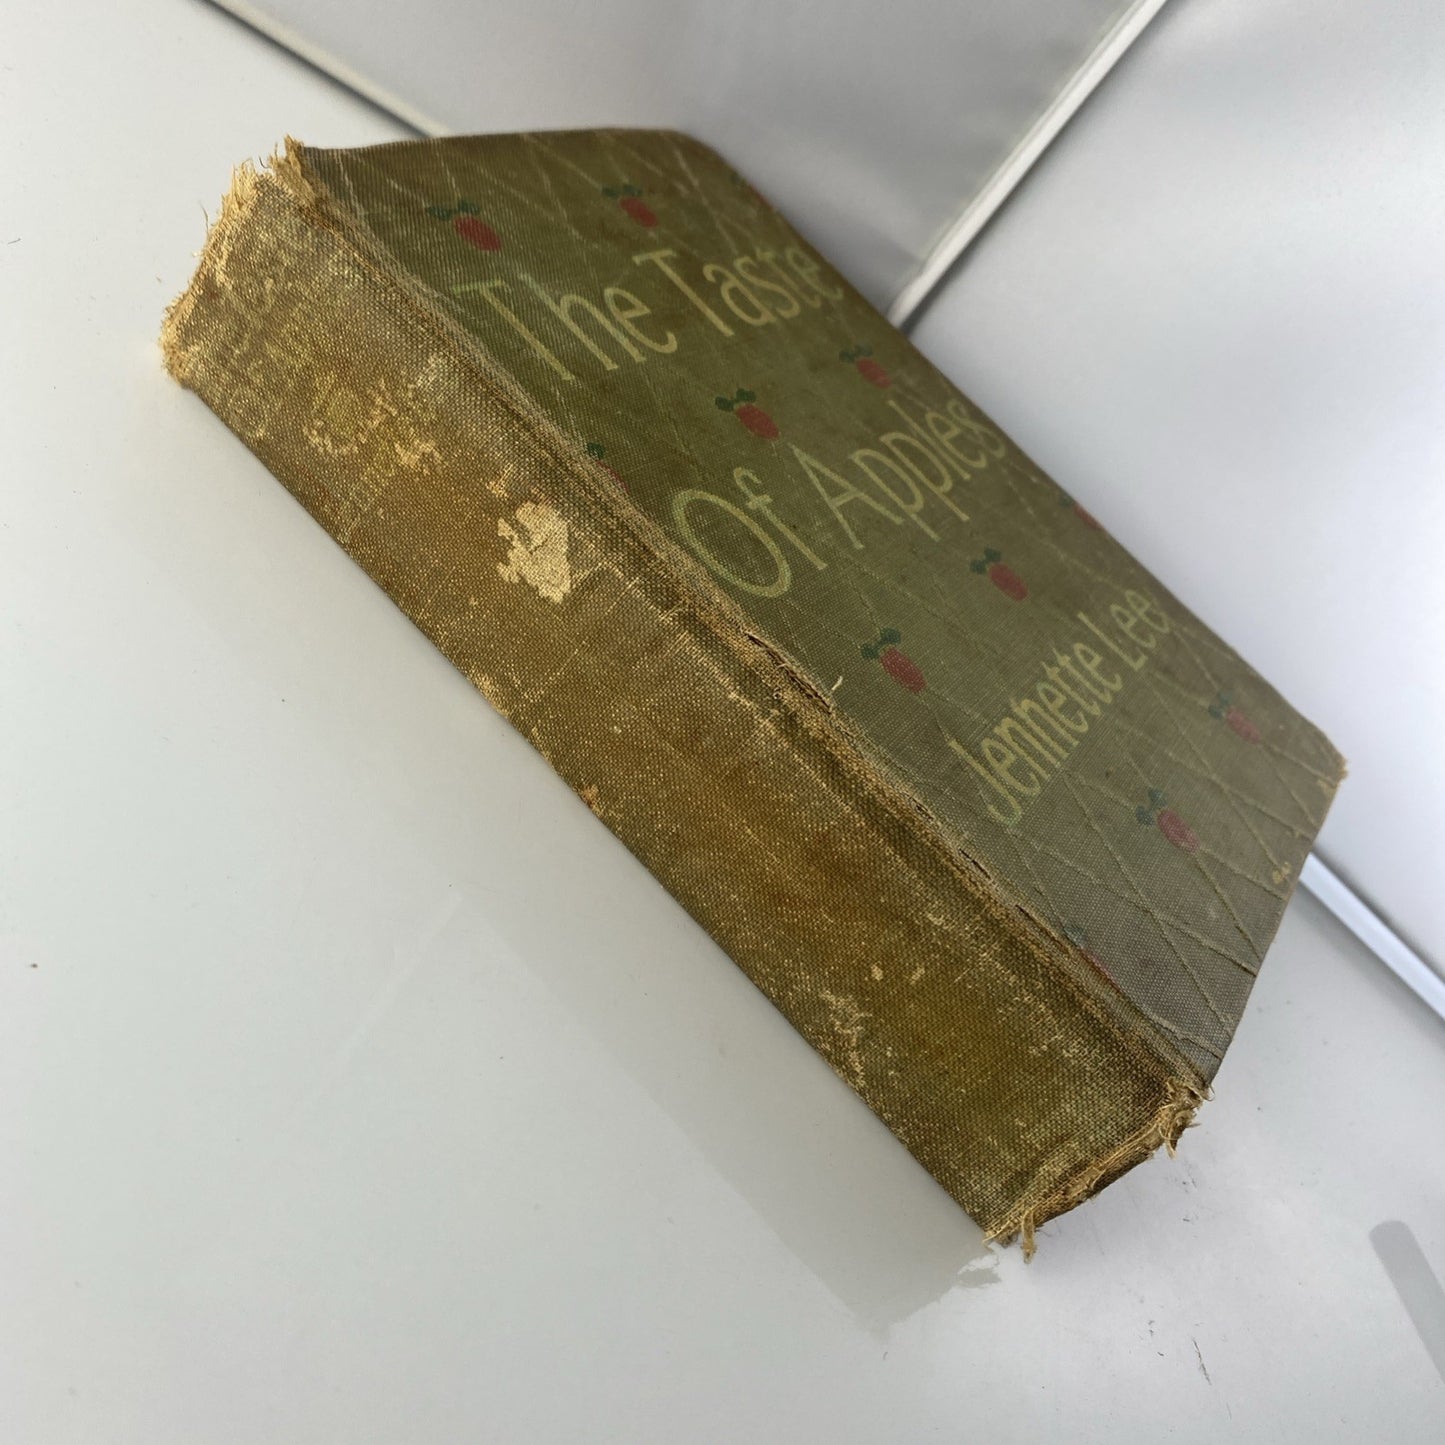 The Taste
Of Apples
Jennette Lee